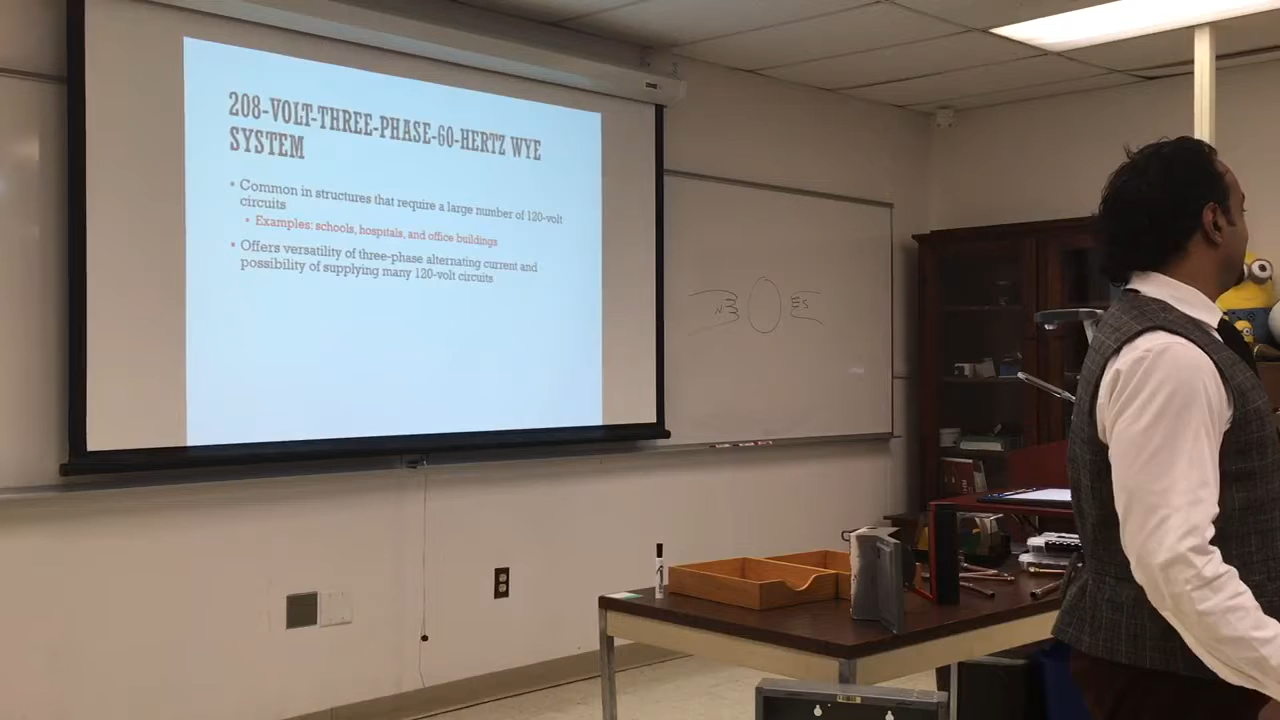 208-VOLT-THREE-PHASE-60-HERTZ WYE
SYSTEM
• Common in structures that require a large number of 120-volt
circuits
• Examples: schools, hospitals, and office buildings
• Offers versatility of three-phase alternating current and
possibility of supplying many 120-volt circuits
N S